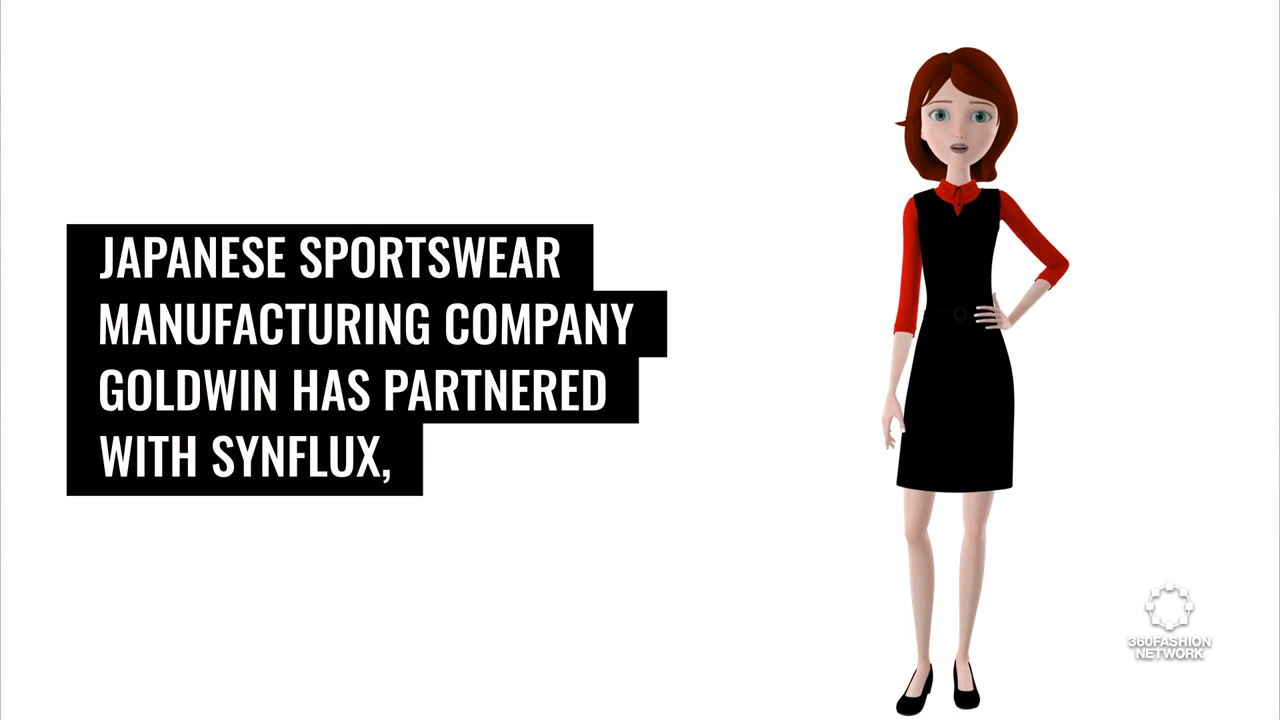 JAPANESE SPORTSWEAR
MANUFACTURING COMPANY
GOLDWIN HAS PARTNERED
WITH SYNFLUX,
360FASHION
NETWORK